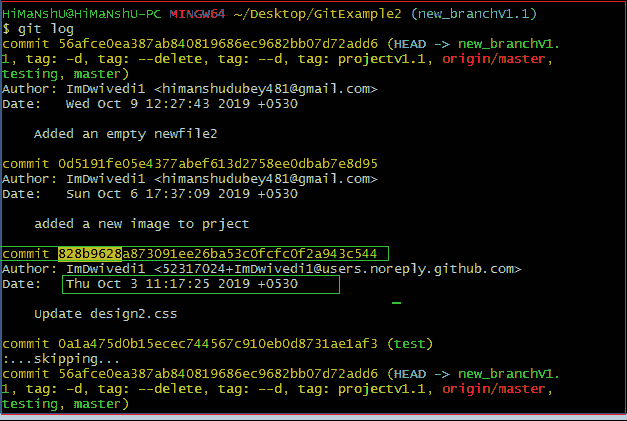 HiMaNshU@HiMaNshU-PC MINGW64 ~/Desktop/GitExample2 (new_branchv1.1)
$ git log
commit 56afce0ea387ab840819686ec9682bb07d72add6 (HEAD -> new_branchv1.
1, tag: -d, tag: --delete, tag: --d, tag: projectv1.1, origin/master,
testing, master)
Author: ImDwivedi1 <himanshudubey481@gmail.com>
Date:   Wed Oct 9 12:27:43 2019 +0530
Added an empty newfile2
commit 0d5191fe05e4377abef613d2758ee0dbab7e8d95
Author: ImDwivedi1 <himanshudubey481@gmail.com>
Date:   Sun Oct 6 17:37:09 2019 +0530
added a new image to prject
commit 828b9628a873091ee26ba53c0fcfc0f2a943c544
Author: ImDwivedi1 <52317024+ImDwivedi1@users.noreply.github.com>
Date:   Thu Oct 3 11:17:25 2019 +0530
Update design2.css
commit 0a1a475d0b15ecec744567c910eb0d8731ae1af3 (test)
:...skipping...
commit 56afce0ea387ab840819686ec9682bb07d72add6 (HEAD -> new_branchv1.
1, tag: -d, tag: --delete, tag: --d, tag: projectv1.1, origin/master,
testing, master)